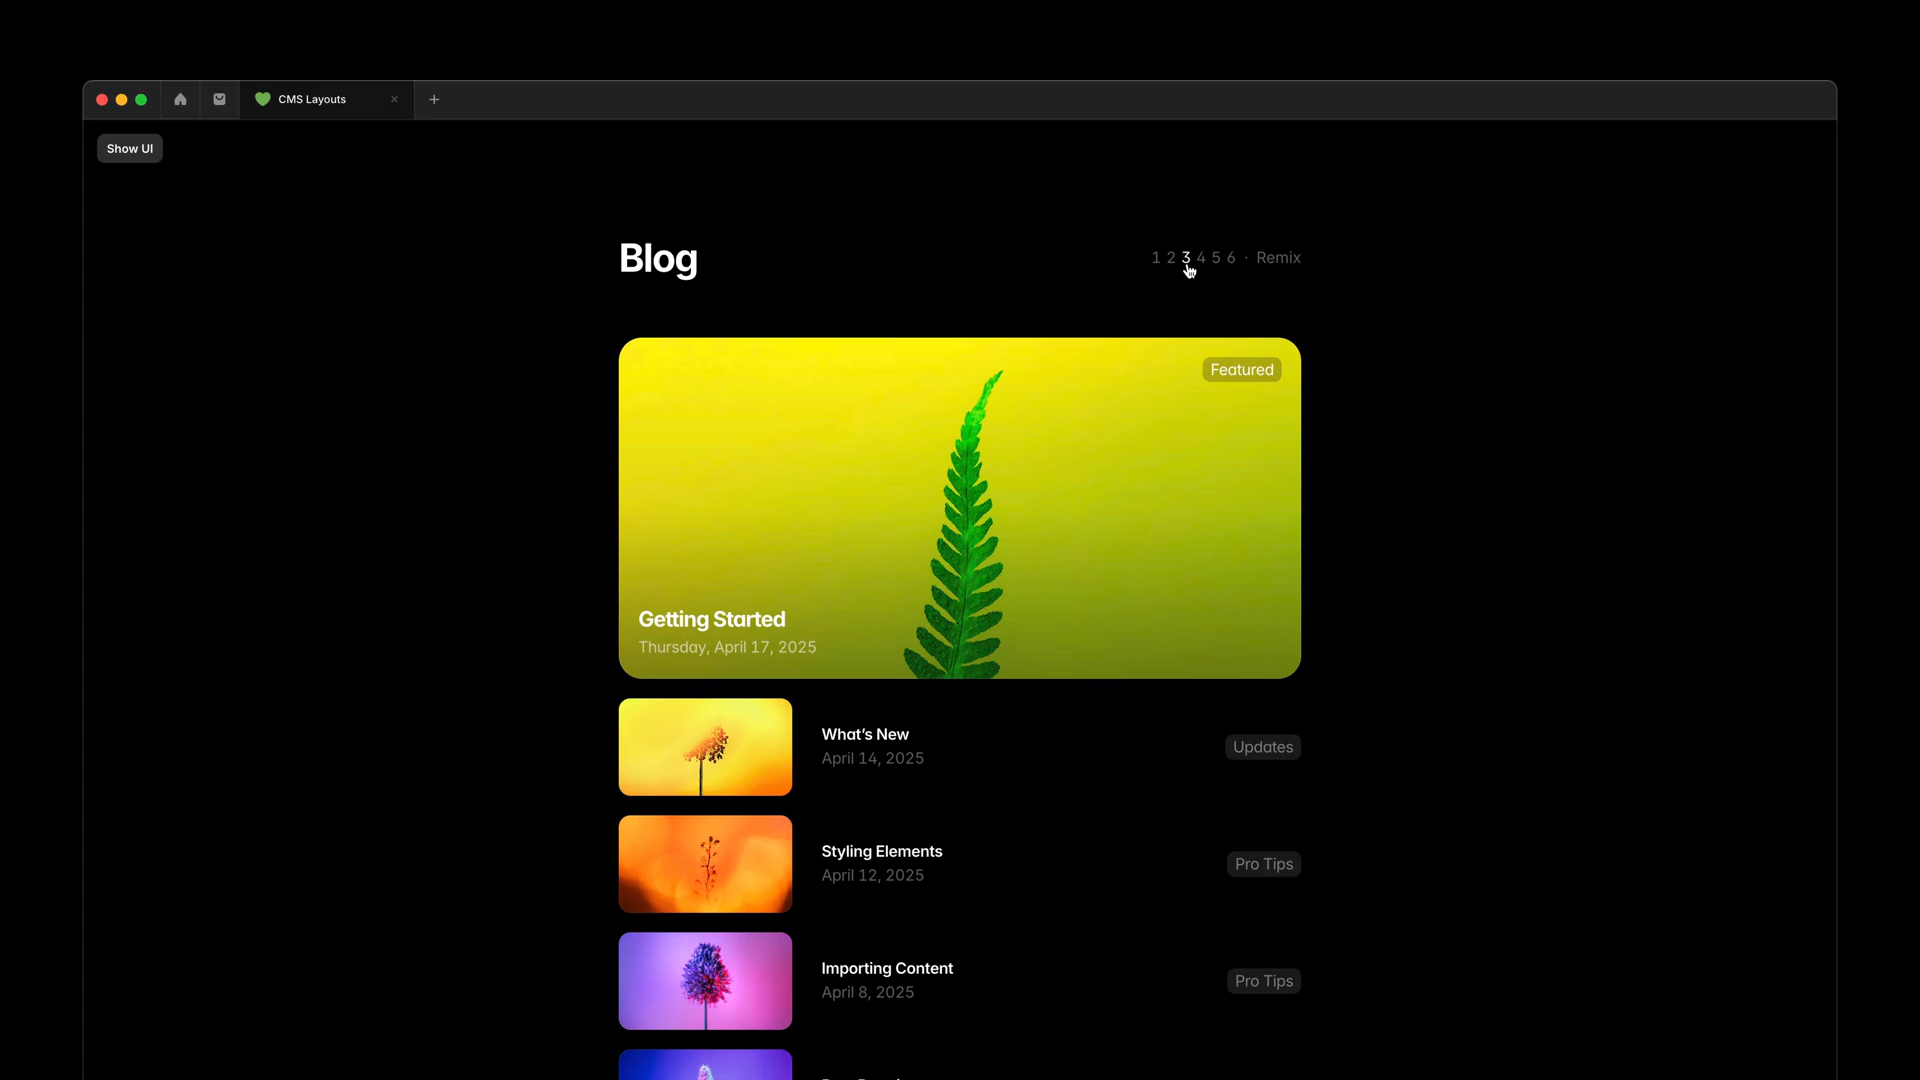 CMS Layouts
Show UI
Blog
1 2 3 4 5 6 · Remix
Featured
Getting Started
Thursday, April 17, 2025
What's New
April 14, 2025
Updates
Styling Elements
April 12, 2025
Pro Tips
Importing Content
April 8, 2025
Pro Tips